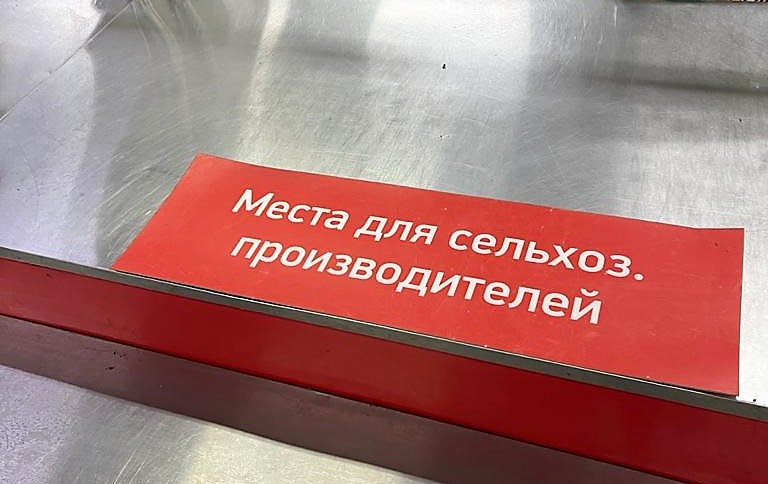 Места для сельхоз.
производителей